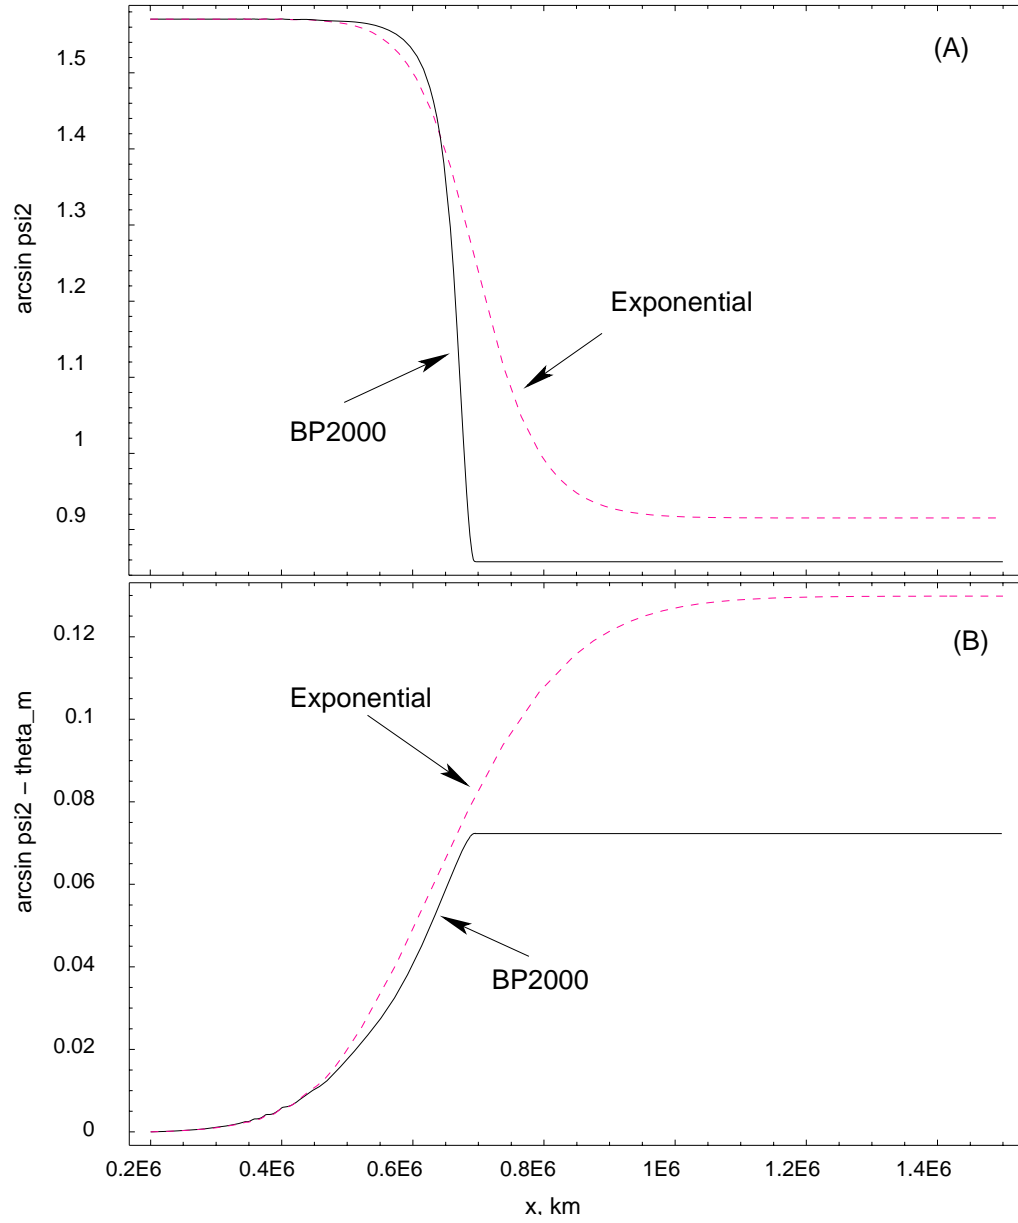 (A)
1.5
1.4
1.3
1.2
1.1
1
0.9
arcsin psi2
Exponential
BP2000
(B)
0.12
0.1
0.08
0.06
0.04
0.02
0
arcsin psi2 – theta_m
Exponential
BP2000
0.2E6 0.4E6 0.6E6 0.8E6 1E6 1.2E6 1.4E6
x, km